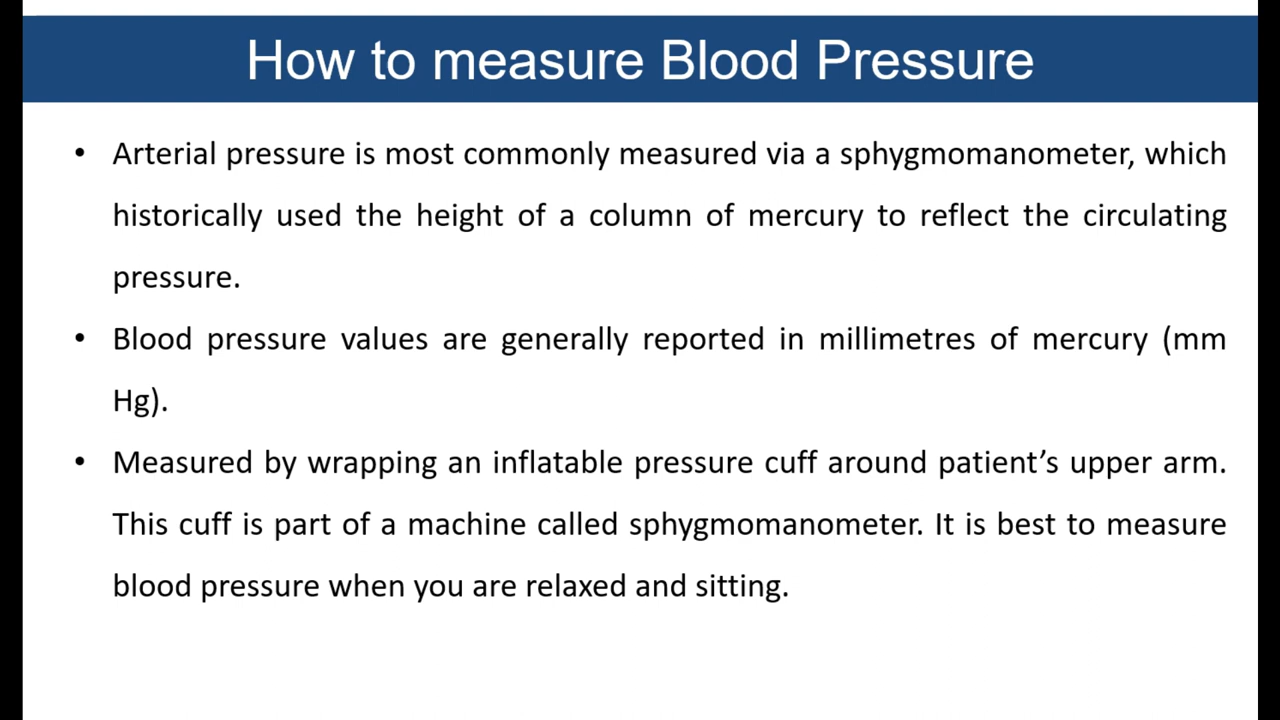 How to measure Blood Pressure
• Arterial pressure is most commonly measured via a sphygmomanometer, which
historically used the height of a column of mercury to reflect the circulating
pressure.
• Blood pressure values are generally reported in millimetres of mercury (mm
Hg).
• Measured by wrapping an inflatable pressure cuff around patient’s upper arm.
This cuff is part of a machine called sphygmomanometer. It is best to measure
blood pressure when you are relaxed and sitting.